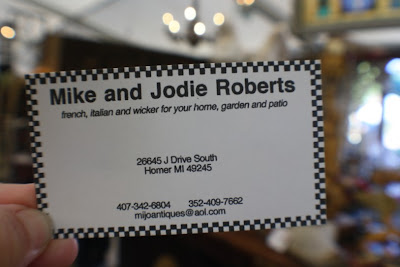 Mike and Jodie Roberts
french, italian and wicker for your home, garden and patio
26645 J Drive South
Homer MI 49245
407-342-6804 352-409-7662
mijoantiques@aol.com